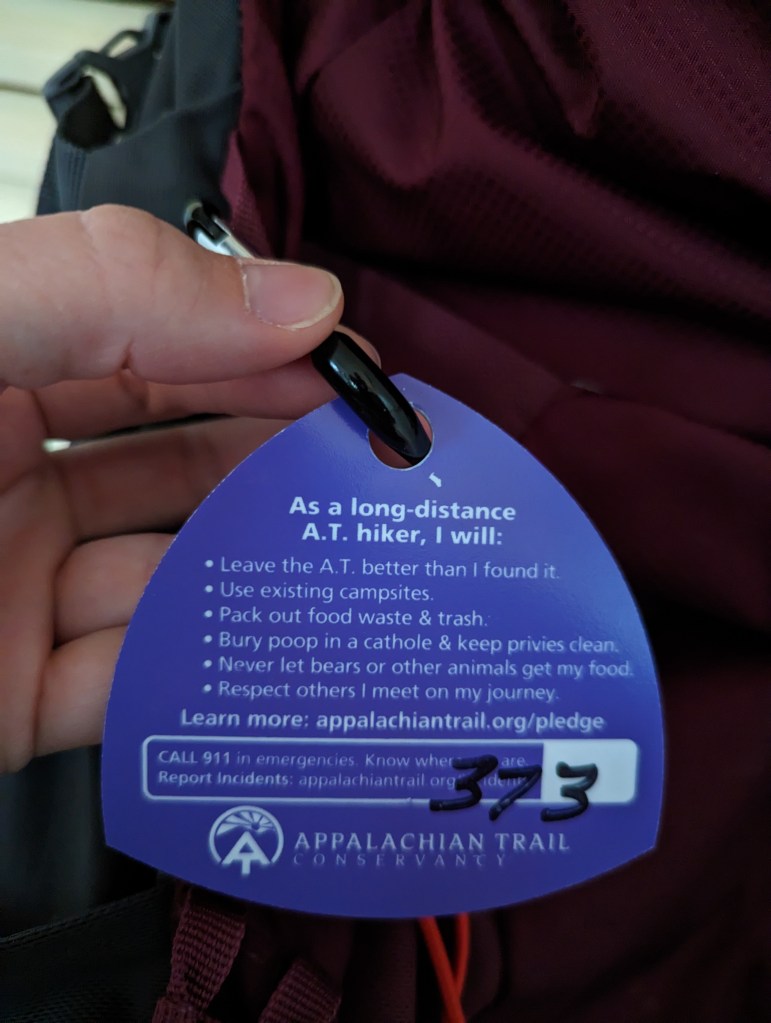 As a long-distance
A.T. hiker, I will:
• Leave the A.T. better than I found it.
• Use existing campsites.
• Pack out food waste & trash.
• Bury poop in a cathole & keep privies clean.
• Never let bears or other animals get my food.
• Respect others I meet on my journey.
Learn more: appalachiantrail.org/pledge
CALL 911 in emergencies. Know where are.
Report Incidents: appalachiantrail.org
373
APPALACHIAN TRAIL
CONSERVANCY